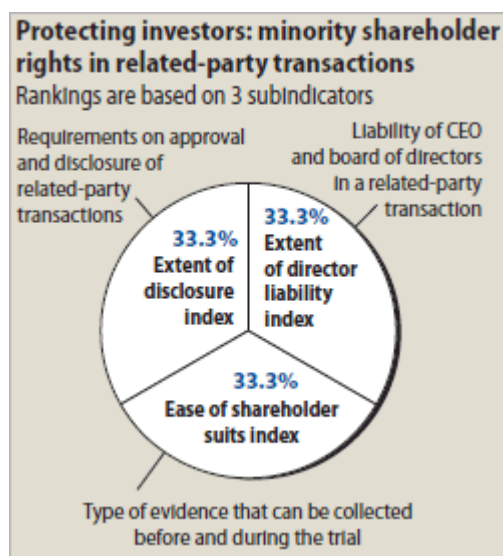 Protecting investors: minority shareholder
rights in related-party transactions
Rankings are based on 3 subindicators
Requirements on approval
and disclosure of
related-party
transactions
Liability of CEO
and board of directors
in a related-party
transaction
33.3%
Extent of
disclosure
index
33.3%
Extent
of director
liability
index
33.3%
Ease of shareholder
suits index
Type of evidence that can be collected
before and during the trial